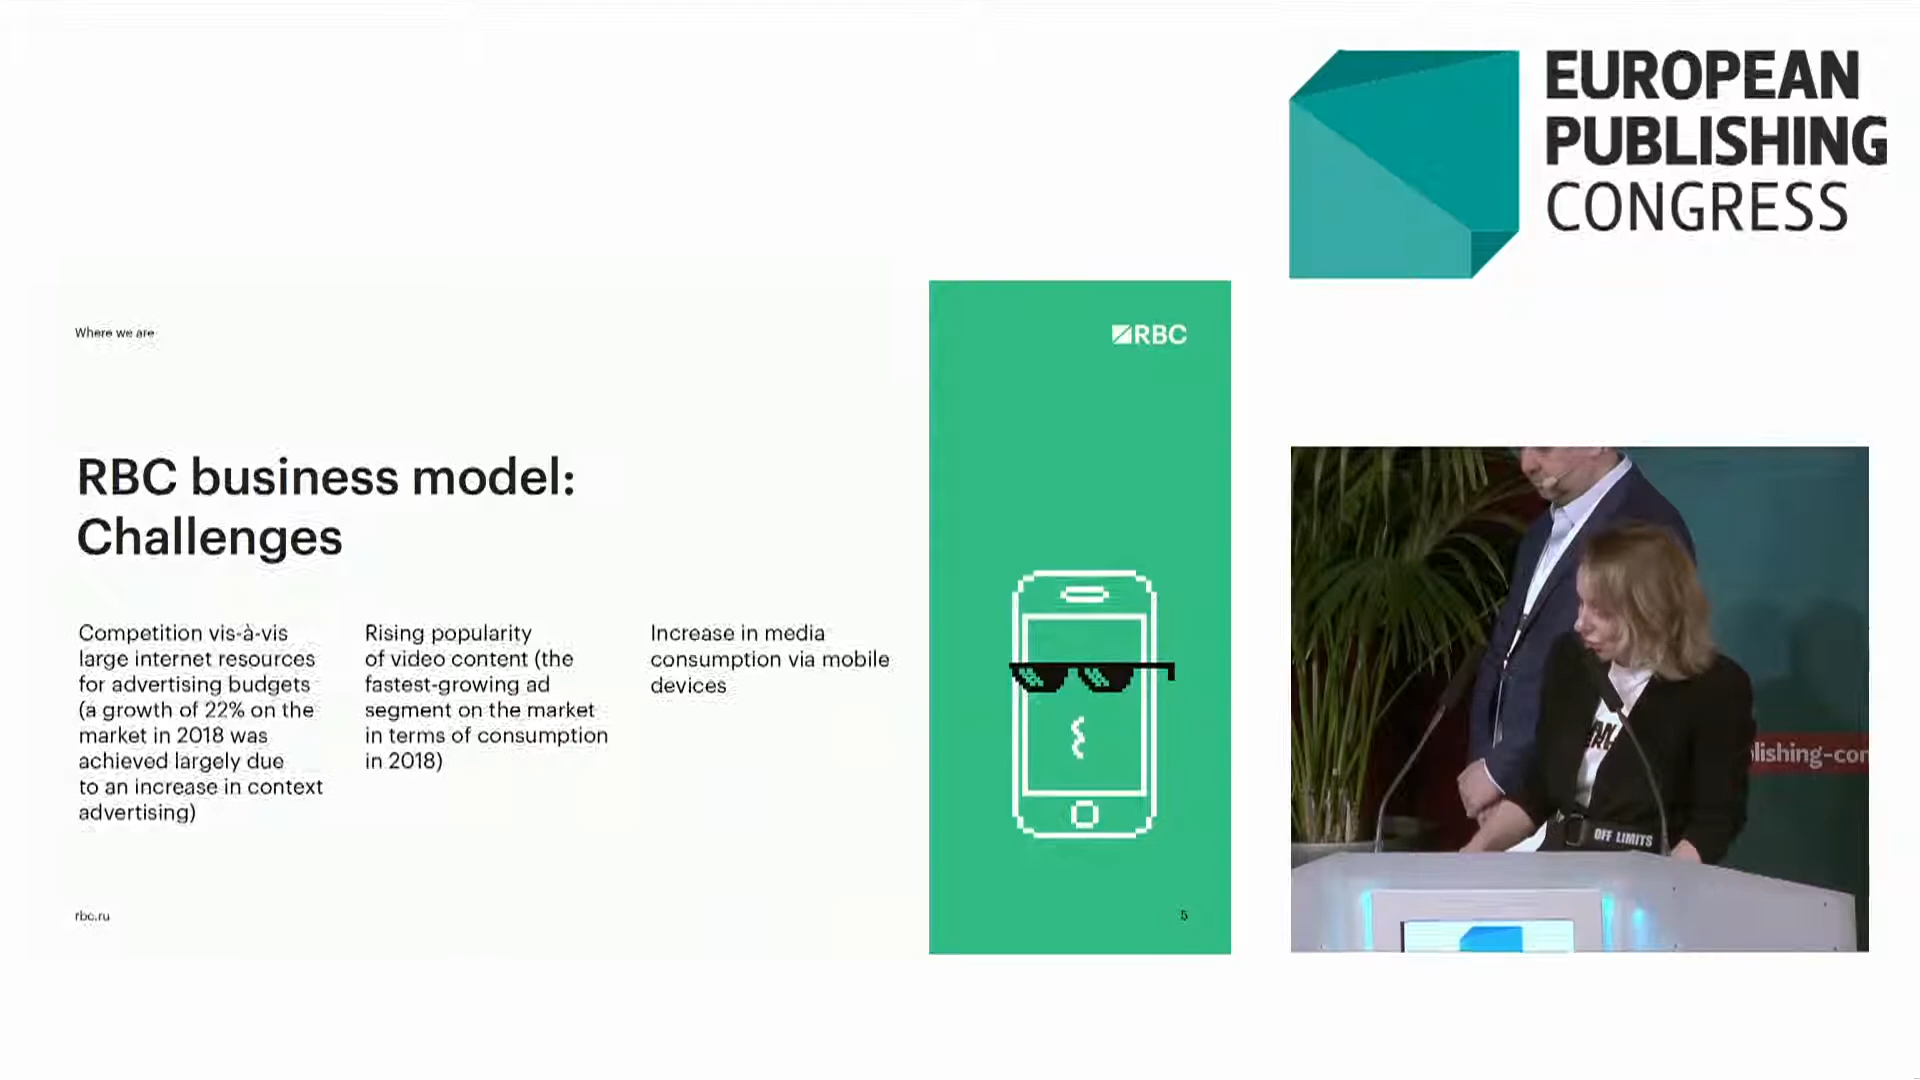 EUROPEAN
PUBLISHING
CONGRESS
Where we are
RBC
RBC business model:
Challenges
Competition vis-à-vis
large internet resources
for advertising budgets
(a growth of 22% on the
market in 2018 was
achieved largely due
to an increase in context
advertising)
Rising popularity
of video content (the
fastest-growing ad
segment on the market
in terms of consumption
in 2018)
Increase in media
consumption via mobile
devices
rbc.ru
5
lishing-con
OFF LIMITS